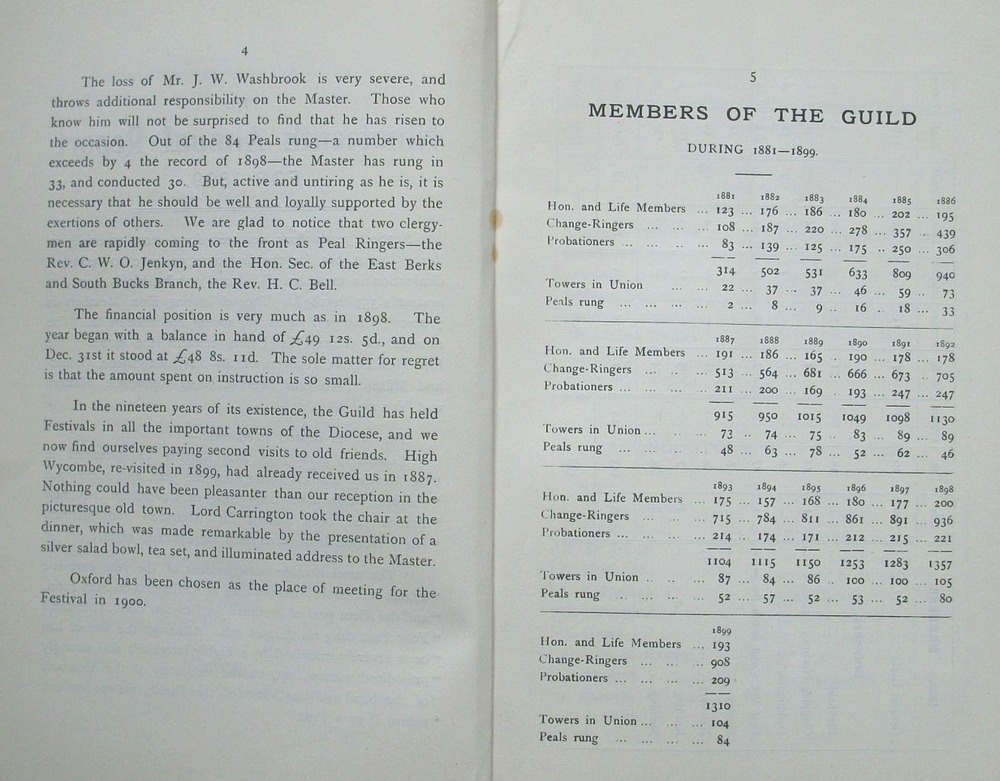 4
The loss of Mr. J. W. Washbrook is very severe, and
throws additional responsibility on the Master. Those who
know him will not be surprised to find that he has risen to
the occasion. Out of the 84 Peals rung—a number which
exceeds by 4 the record of 1898—the Master has rung in
33, and conducted 30. But, active and untiring as he is, it is
necessary that he should be well and loyally supported by the
exertions of others. We are glad to notice that two clergy-
men are rapidly coming to the front as Peal Ringers—the
Rev. C. W. O. Jenkyn, and the Hon. Sec. of the East Berks
and South Bucks Branch, the Rev. H. C. Bell.
The financial position is very much as in 1898. The
year began with a balance in hand of £49 12s. 5d., and on
Dec. 31st it stood at £48 8s. 11d. The sole matter for regret
is that the amount spent on instruction is so small.
In the nineteen years of its existence, the Guild has held
Festivals in all the important towns of the Diocese, and we
now find ourselves paying second visits to old friends. High
Wycombe, re-visited in 1899, had already received us in 1887.
Nothing could have been pleasanter than our reception in the
picturesque old town. Lord Carrington took the chair at the
dinner, which was made remarkable by the presentation of a
silver salad bowl, tea set, and illuminated address to the Master.
Oxford has been chosen as the place of meeting for the
Festival in 1900.
5
MEMBERS OF THE GUILD
DURING 1881—1899.
1881 1882 1883 1884 1885 1886
Hon. and Life Members ... 123 ... 176 ... 186 ... 180 ... 202 ... 195
Change-Ringers ... ... ... 108 ... 187 ... 220 ... 278 ... 357 ... 439
Probationers ... ... ... ... 83 ... 139 ... 125 ... 175 ... 250 ... 306
314 502 531 633 809 940
Towers in Union ... ... 22 ... 37 ... 37 ... 46 ... 59 ... 73
Peals rung ... ... ... ... 2 ... 8 ... 9 ... 16 ... 18 ... 33
1887 1888 1889 1890 1891 1892
Hon. and Life Members ... 191 ... 186 ... 165 ... 190 ... 178 ... 178
Change-Ringers ... ... ... 513 ... 564 ... 681 ... 666 ... 673 ... 705
Probationers ... ... ... ... 211 ... 200 ... 169 ... 193 ... 247 ... 247
915 950 1015 1049 1098 1130
Towers in Union ... ... ... 73 ... 74 ... 75 ... 83 ... 89 ... 89
Peals rung ... ... ... ... 48 ... 63 ... 78 ... 52 ... 62 ... 46
1893 1894 1895 1896 1897 1898
Hon. and Life Members ... 175 ... 157 ... 168 ... 180 ... 177 ... 200
Change-Ringers ... ... ... 715 ... 784 ... 811 ... 861 ... 891 ... 936
Probationers ... ... ... ... 214 ... 174 ... 171 ... 212 ... 215 ... 221
1104 1115 1150 1253 1283 1357
Towers in Union ... ... ... 87 ... 84 ... 86 ... 100 ... 100 ... 105
Peals rung ... ... ... ... 52 ... 57 ... 52 ... 53 ... 52 ... 80
1899
Hon. and Life Members ... 193
Change-Ringers ... ... ... 908
Probationers ... ... ... ... 209
1310
Towers in Union ... ... ... 104
Peals rung ... ... ... ... 84